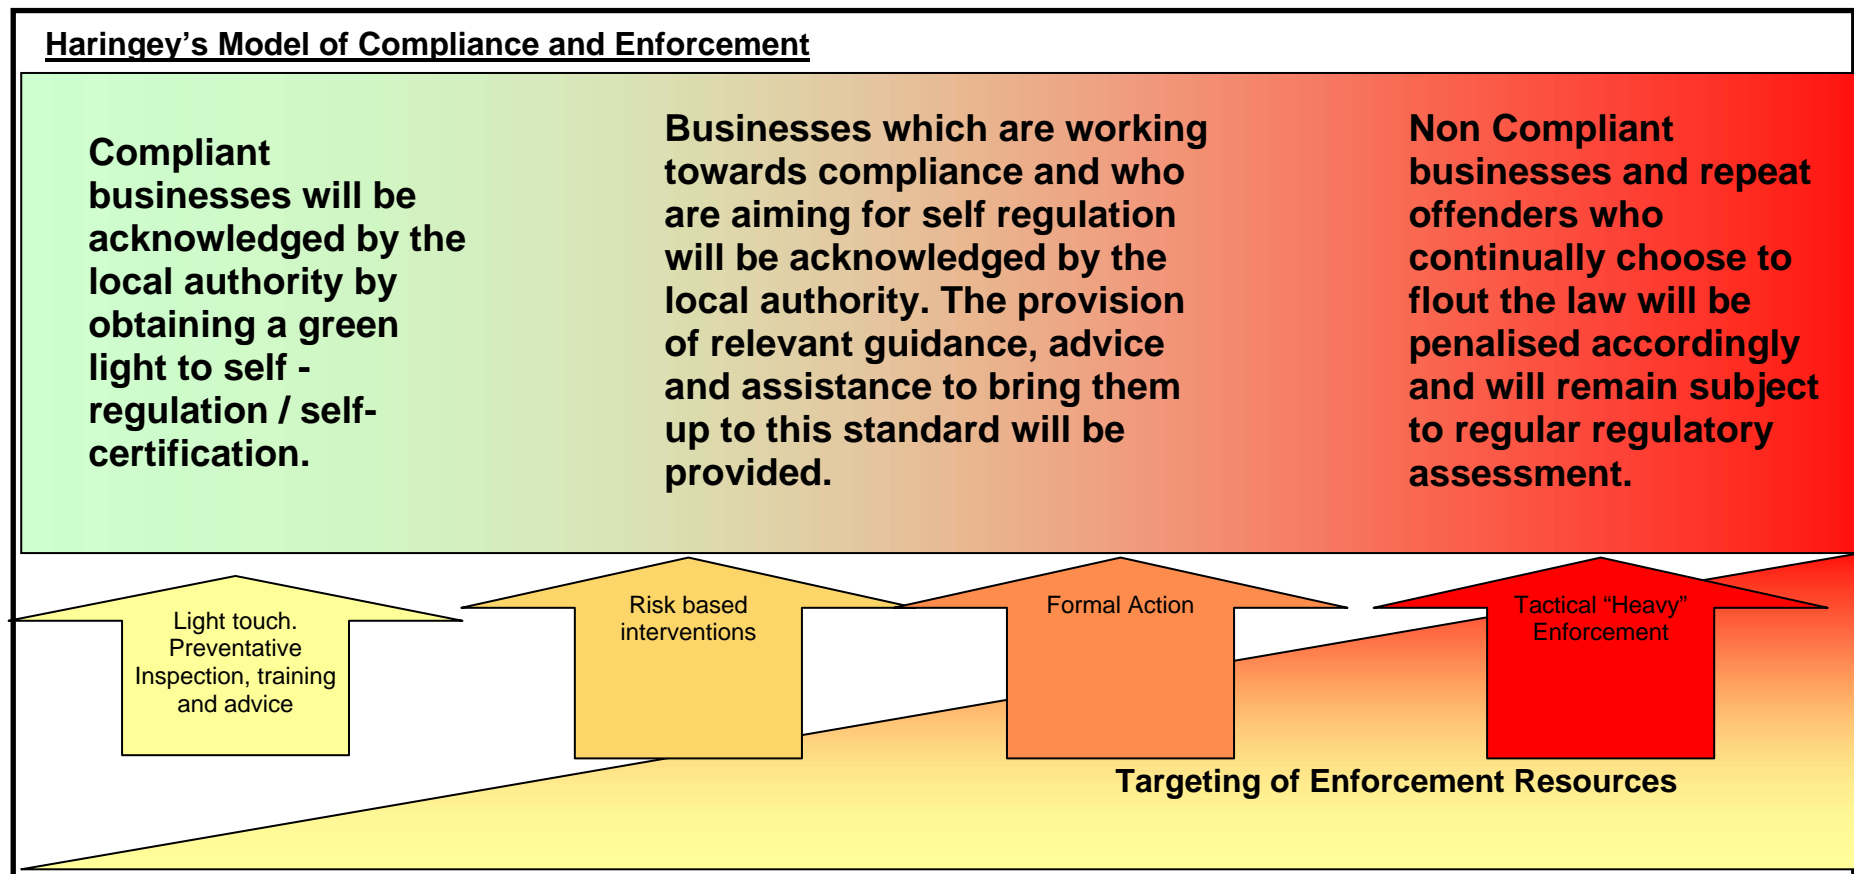 Haringey’s Model of Compliance and Enforcement
Compliant
businesses will be
acknowledged by the
local authority by
obtaining a green
light to self -
regulation / self-
certification.
Businesses which are working
towards compliance and who
are aiming for self regulation
will be acknowledged by the
local authority. The provision
of relevant guidance, advice
and assistance to bring them
up to this standard will be
provided.
Non Compliant
businesses and repeat
offenders who
continually choose to
flout the law will be
penalised accordingly
and will remain subject
to regular regulatory
assessment.
Light touch.
Preventative
Inspection, training
and advice
Risk based
interventions
Formal Action
Tactical “Heavy”
Enforcement
Targeting of Enforcement Resources